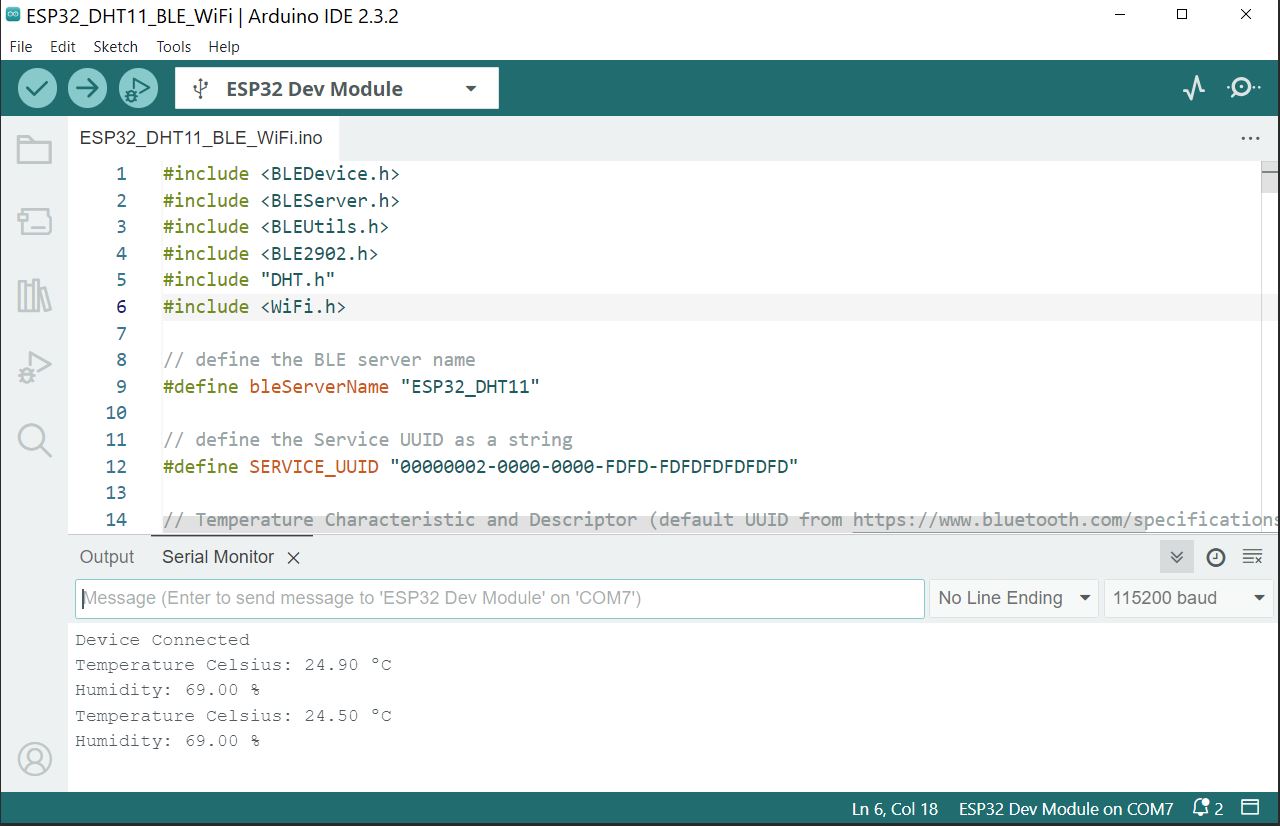 ESP32_DHT11_BLE_WiFi | Arduino IDE 2.3.2
File Edit Sketch Tools Help
ESP32 Dev Module
ESP32_DHT11_BLE_WiFi.ino
1 #include <BLEDevice.h>
2 #include <BLEServer.h>
3 #include <BLEUtils.h>
4 #include <BLE2902.h>
5 #include "DHT.h"
6 #include <WiFi.h>
7
8 // define the BLE server name
9 #define bleServerName "ESP32_DHT11"
10
11 // define the Service UUID as a string
12 #define SERVICE_UUID "00000002-0000-0000-FDFD-FDFDFDFDFDFD"
13
14 // Temperature Characteristic and Descriptor (default UUID from https://www.bluetooth.com/specifications
Output Serial Monitor
Message (Enter to send message to 'ESP32 Dev Module' on 'COM7') No Line Ending 115200 baud
Device Connected
Temperature Celsius: 24.90 ºC
Humidity: 69.00 %
Temperature Celsius: 24.50 ºC
Humidity: 69.00 %
Ln 6, Col 18 ESP32 Dev Module on COM7 2